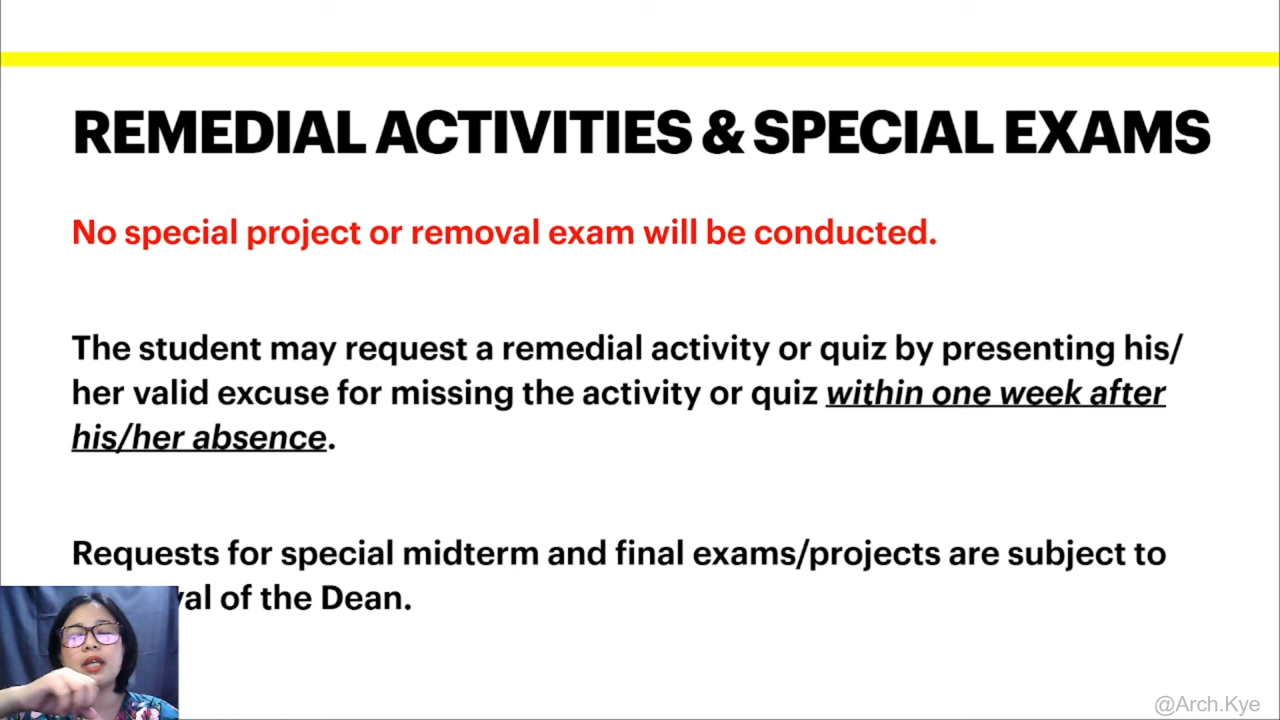 REMEDIAL ACTIVITIES & SPECIAL EXAMS
No special project or removal exam will be conducted.
The student may request a remedial activity or quiz by presenting his/
her valid excuse for missing the activity or quiz within one week after
his/her absence.
Requests for special midterm and final exams/projects are subject to
val of the Dean.
@Arch.Kye